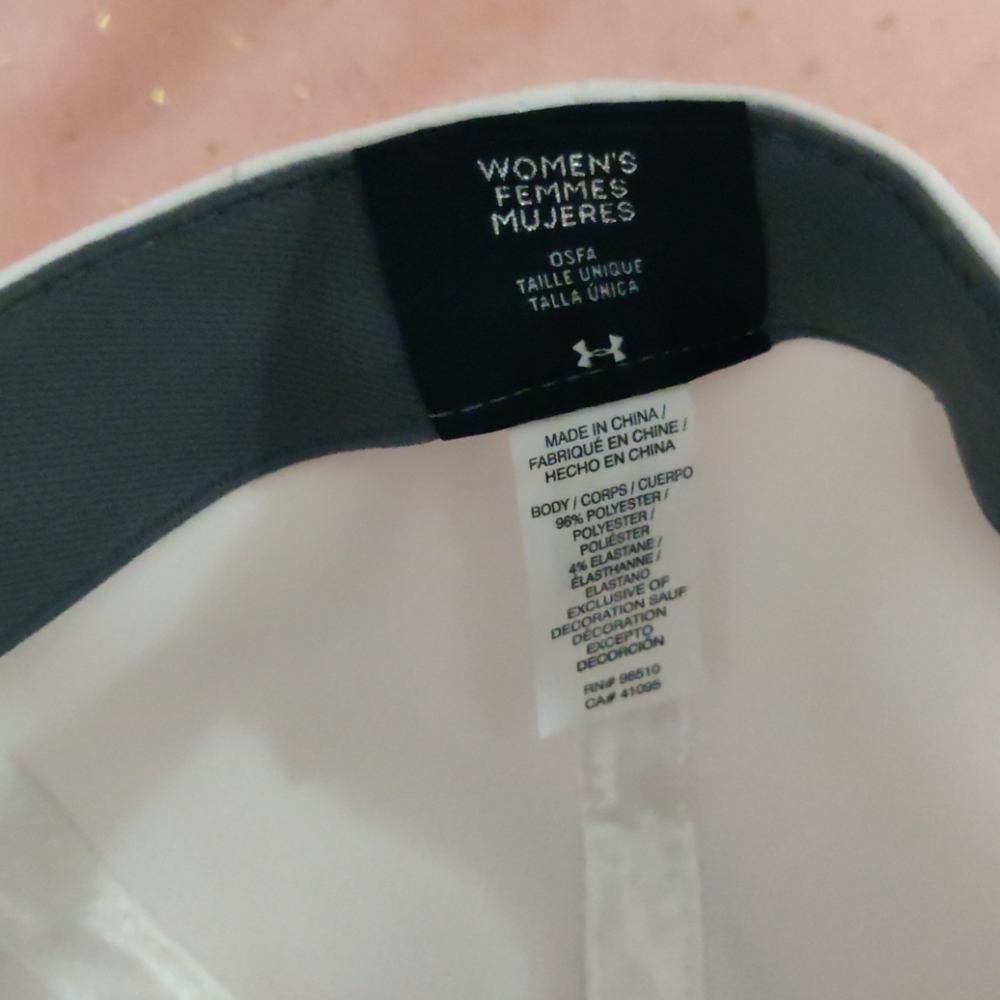 WOMEN'S
FEMMES
MUJERES
OSFA
TAILLE UNIQUE
TALLA ÚNICA
MADE IN CHINA /
FABRIQUÉ EN CHINE /
HECHO EN CHINA
BODY / CORPS / CUERPO
96% POLYESTER /
POLYESTER /
POLIÉSTER
4% ELASTANE /
ÉLASTHANNE /
ELASTANO
EXCLUSIVE OF
DECORATION SAUF
DÉCORATION
EXCEPTO
DECORCIÓN
RN# 96510
CA# 41095